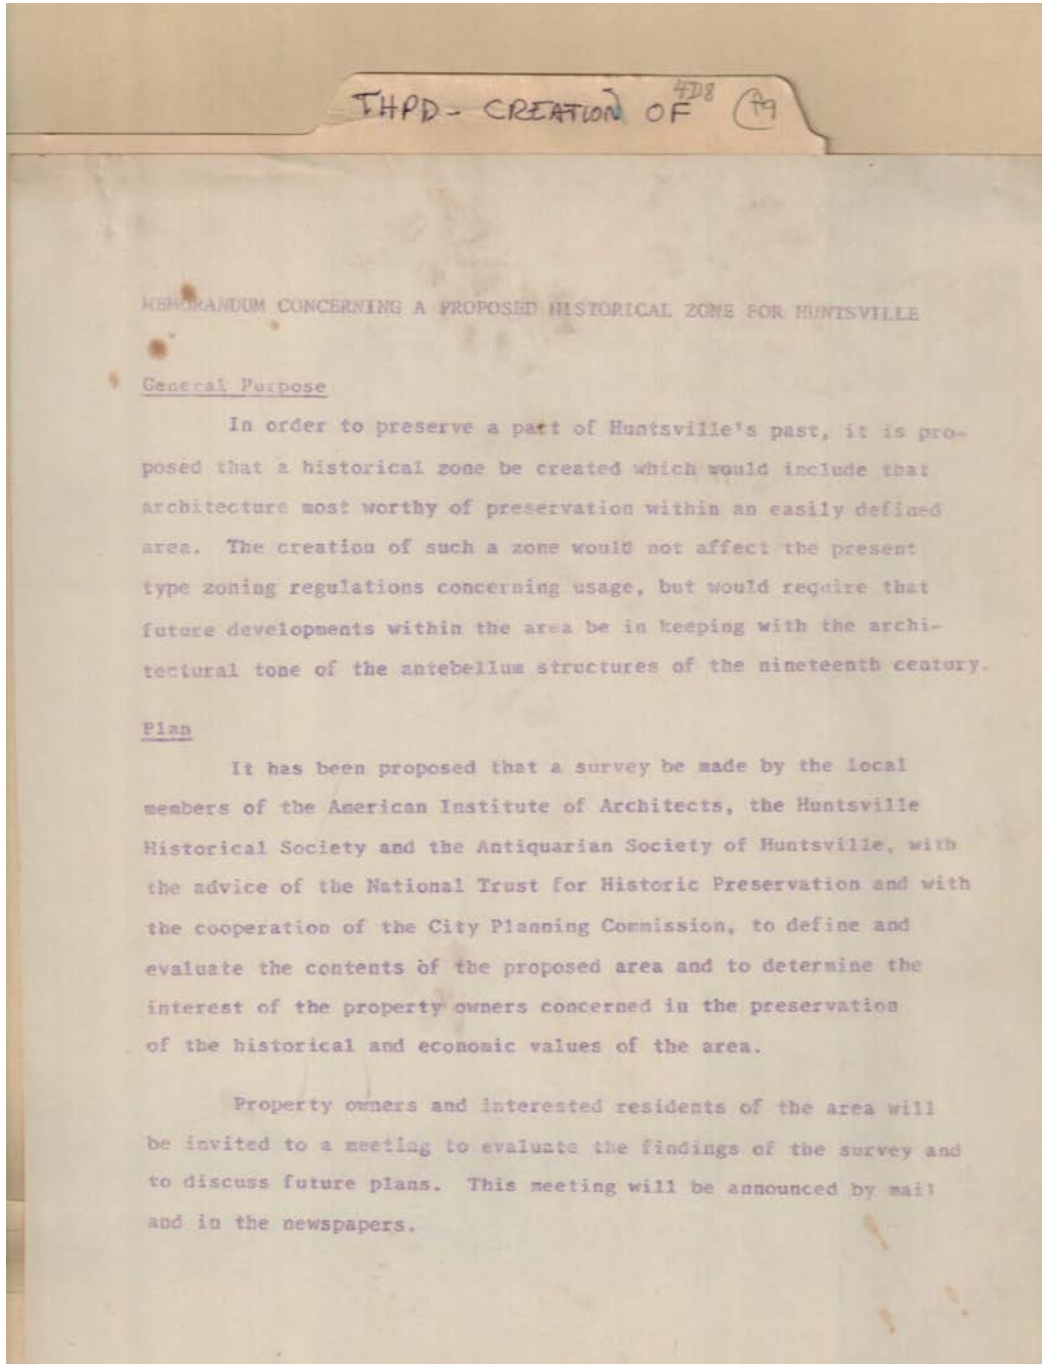 THPD - CREATION OF 4D8
MEMORANDUM CONCERNING A PROPOSED HISTORICAL ZONE FOR HUNTSVILLE
General Purpose
In order to preserve a part of Huntsville's past, it is pro-
posed that a historical zone be created which would include that
architecture most worthy of preservation within an easily defined
area. The creation of such a zone would not affect the present
type zoning regulations concerning usage, but would require that
future developments within the area be in keeping with the archi-
tectural tone of the antebellum structures of the nineteenth century.
Plan
It has been proposed that a survey be made by the local
members of the American Institute of Architects, the Huntsville
Historical Society and the Antiquarian Society of Huntsville, with
the advice of the National Trust for Historic Preservation and with
the cooperation of the City Planning Commission, to define and
evaluate the contents of the proposed area and to determine the
interest of the property owners concerned in the preservation
of the historical and economic values of the area.
Property owners and interested residents of the area will
be invited to a meeting to evaluate the findings of the survey and
to discuss future plans. This meeting will be announced by mail
and in the newspapers.